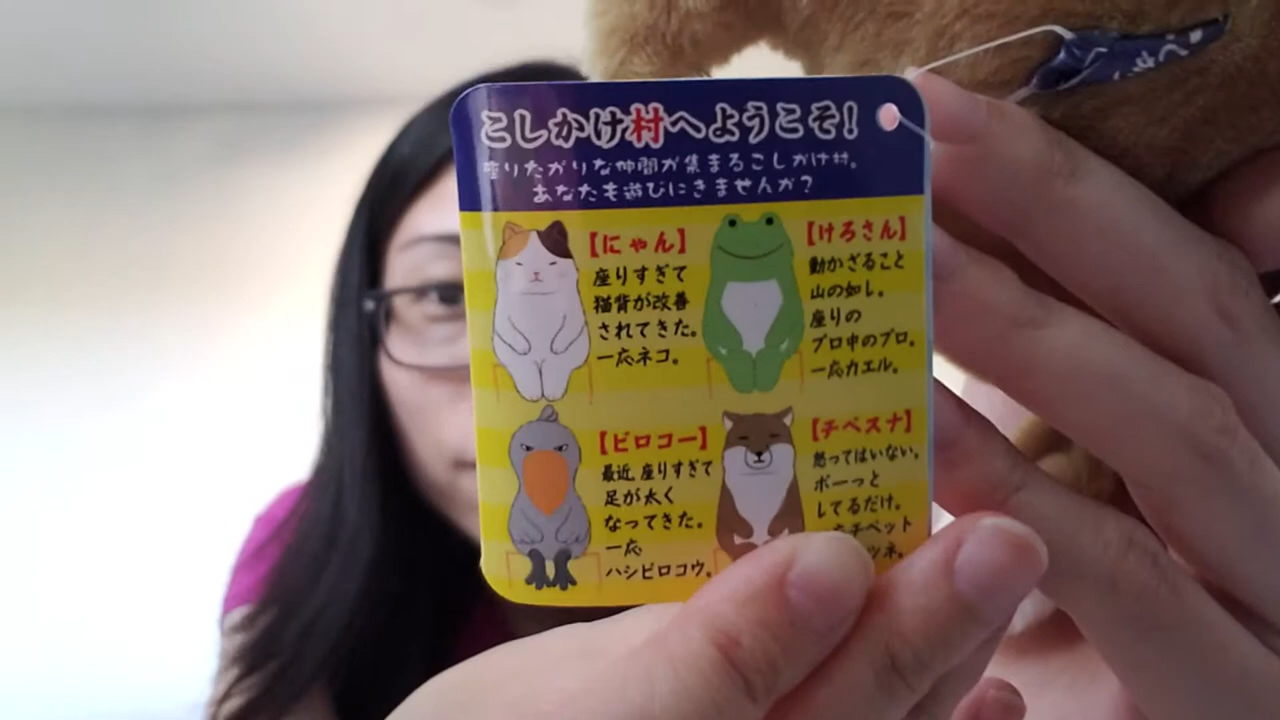 こしかけ村へようこそ!
座りたがりな仲間が集まるこしかけ村。
あなたも遊びにきませんか?
【にゃん】
座りすぎて
猫背が改善
されてきた。
一応ネコ。
【けろさん】
動かざること
山の如し。
座りの
プロ中のプロ。
一応カエル。
【ビロコー】
最近、座りすぎて
足が太く
なってきた。
一応
ハシビロコウ。
【チベスナ】
怒ってはいない。
ボーっと
してるだけ。
チベット
ツネ。